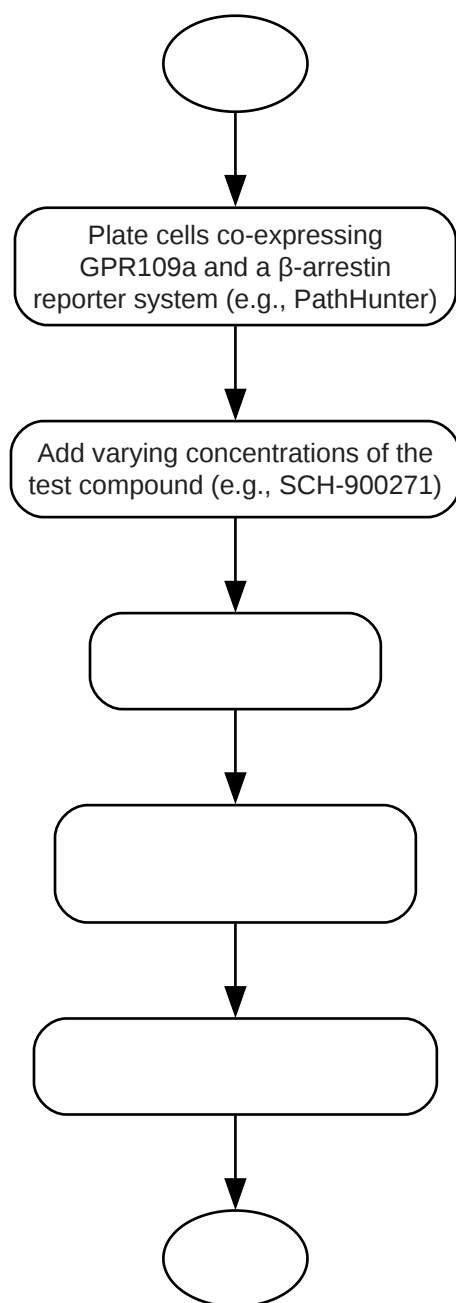 Plate cells co-expressing
GPR109a and a β-arrestin
reporter system (e.g., PathHunter)
Add varying concentrations of the
test compound (e.g., SCH-900271)